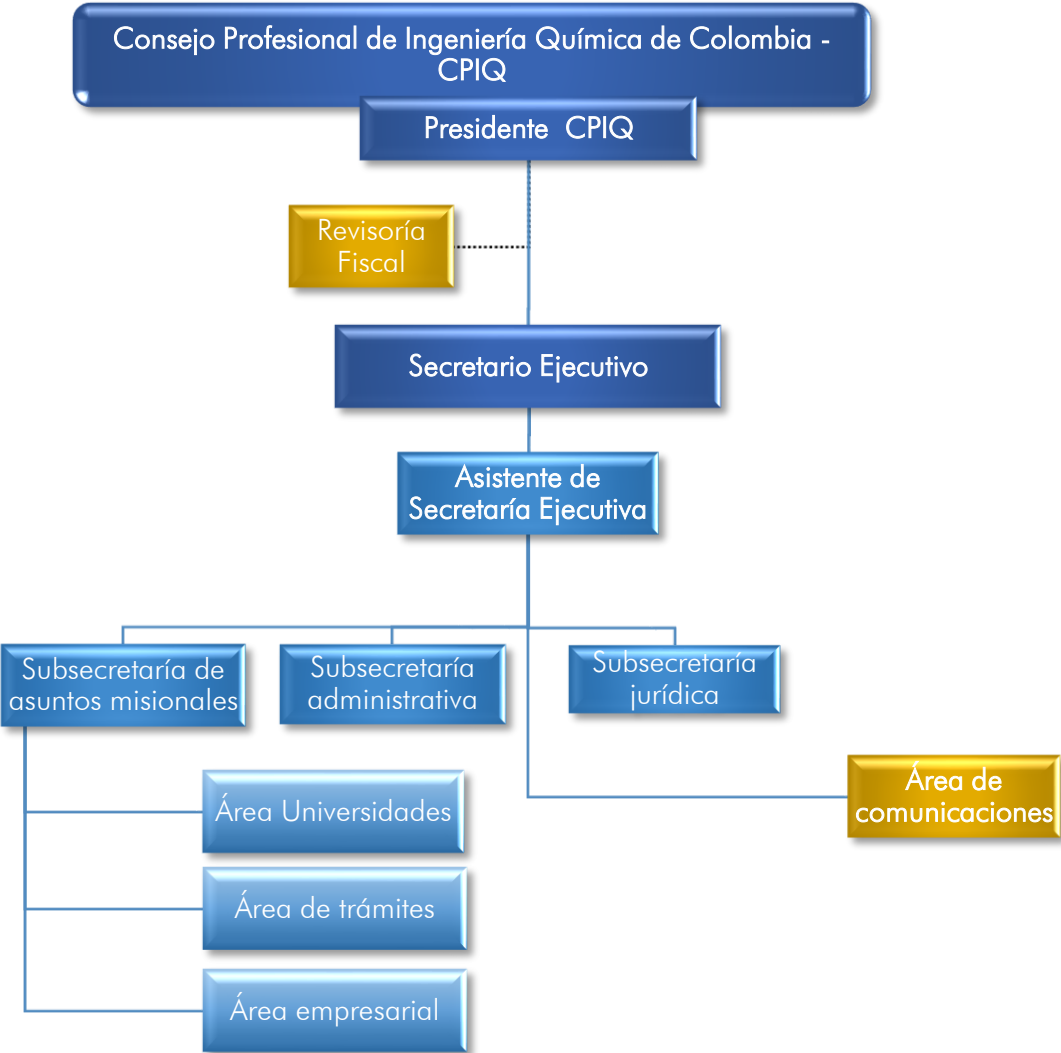 Consejo Profesional de Ingeniería Química de Colombia -
CPIQ
Presidente CPIQ
Revisoría
Fiscal
Secretario Ejecutivo
Asistente de
Secretaría Ejecutiva
Subsecretaría de
asuntos misionales
Subsecretaría
administrativa
Subsecretaría
jurídica
Área de
comunicaciones
Área Universidades
Área de trámites
Área empresarial